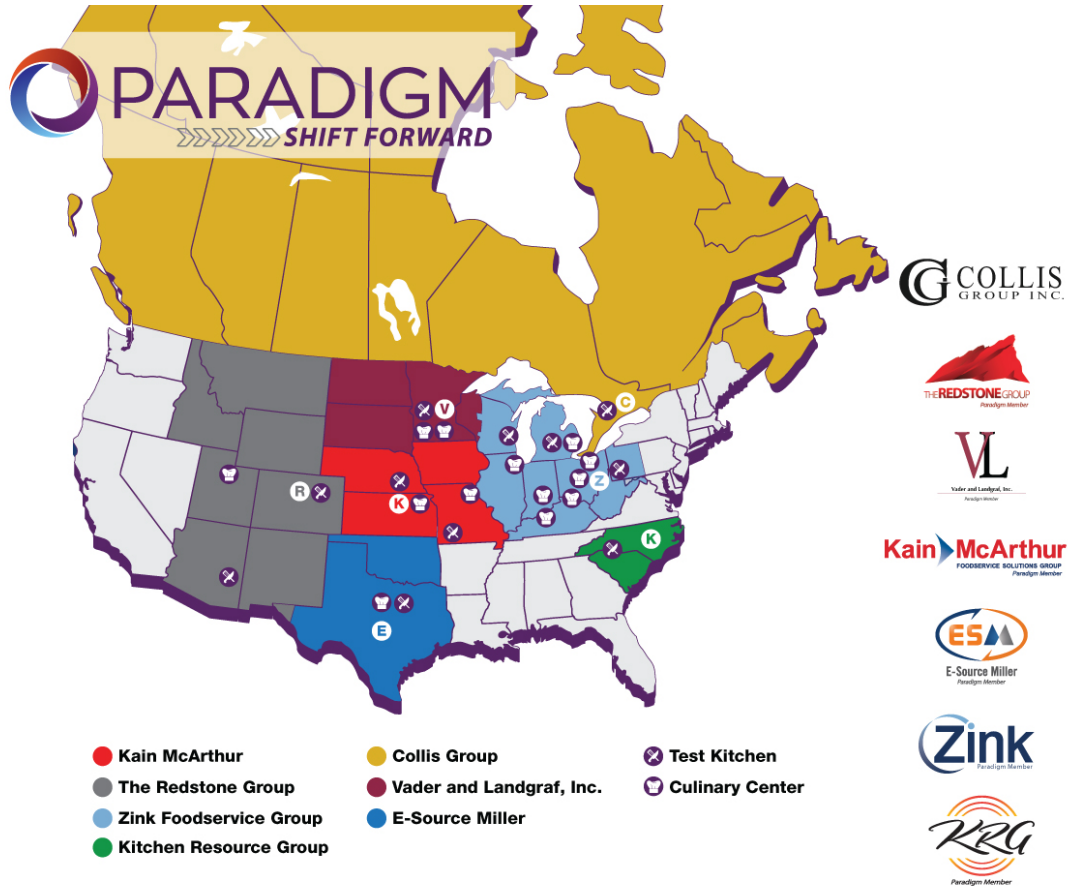 PARADIGM
SHIFT FORWARD
COLLIS
GROUP INC.
THE REDSTONE GROUP
Paradigm Member
VL
Vader and Landgraf, Inc.
Paradigm Member
Kain McArthur
FOODSERVICE SOLUTIONS GROUP
Paradigm Member
ESM
E-Source Miller
Paradigm Member
Zink
Paradigm Member
KRG
Paradigm Member
C
V
R
K
Z
K
E
Kain McArthur
The Redstone Group
Zink Foodservice Group
Kitchen Resource Group
Collis Group
Vader and Landgraf, Inc.
E-Source Miller
Test Kitchen
Culinary Center